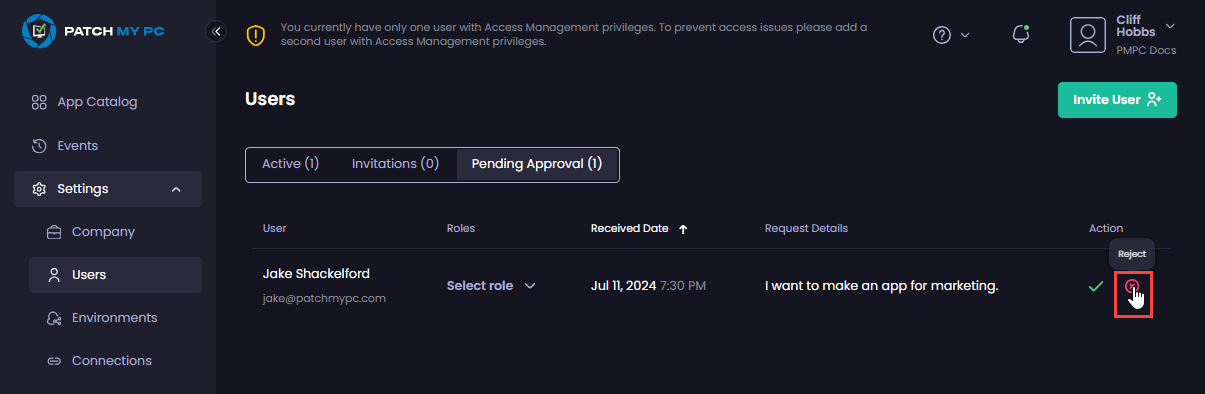 PATCH MY PC
You currently have only one user with Access Management privileges. To prevent access issues please add a
second user with Access Management privileges.
Cliff
Hobbs
PMPC Docs
App Catalog
Events
Settings
Company
Users
Environments
Connections
Users
Invite User
Active (1)
Invitations (0)
Pending Approval (1)
User
Roles
Received Date
Request Details
Action
Reject
Jake Shackelford
jake@patchmypc.com
Select role
Jul 11, 2024 7:30 PM
I want to make an app for marketing.